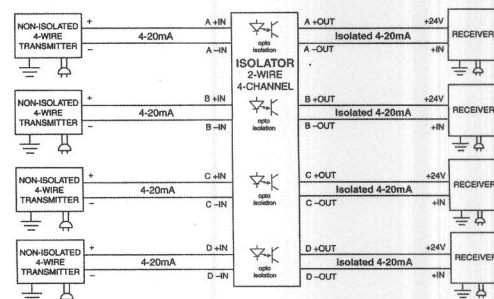 + A +IN A +OUT +24V
NON-ISOLATED
4-WIRE
TRANSMITTER
4-20mA
opto
isolation
Isolated 4-20mA
RECEIVER
– A –IN A –OUT +IN
ISOLATOR
2-WIRE
4-CHANNEL
+ B +IN B +OUT +24V
NON-ISOLATED
4-WIRE
TRANSMITTER
4-20mA
opto
isolation
Isolated 4-20mA
RECEIVER
– B –IN B –OUT +IN
+ C +IN C +OUT +24V
NON-ISOLATED
4-WIRE
TRANSMITTER
4-20mA
opto
isolation
Isolated 4-20mA
RECEIVER
– C –IN C –OUT +IN
+ D +IN D +OUT +24V
NON-ISOLATED
4-WIRE
TRANSMITTER
4-20mA
opto
isolation
Isolated 4-20mA
RECEIVER
– D –IN D –OUT +IN